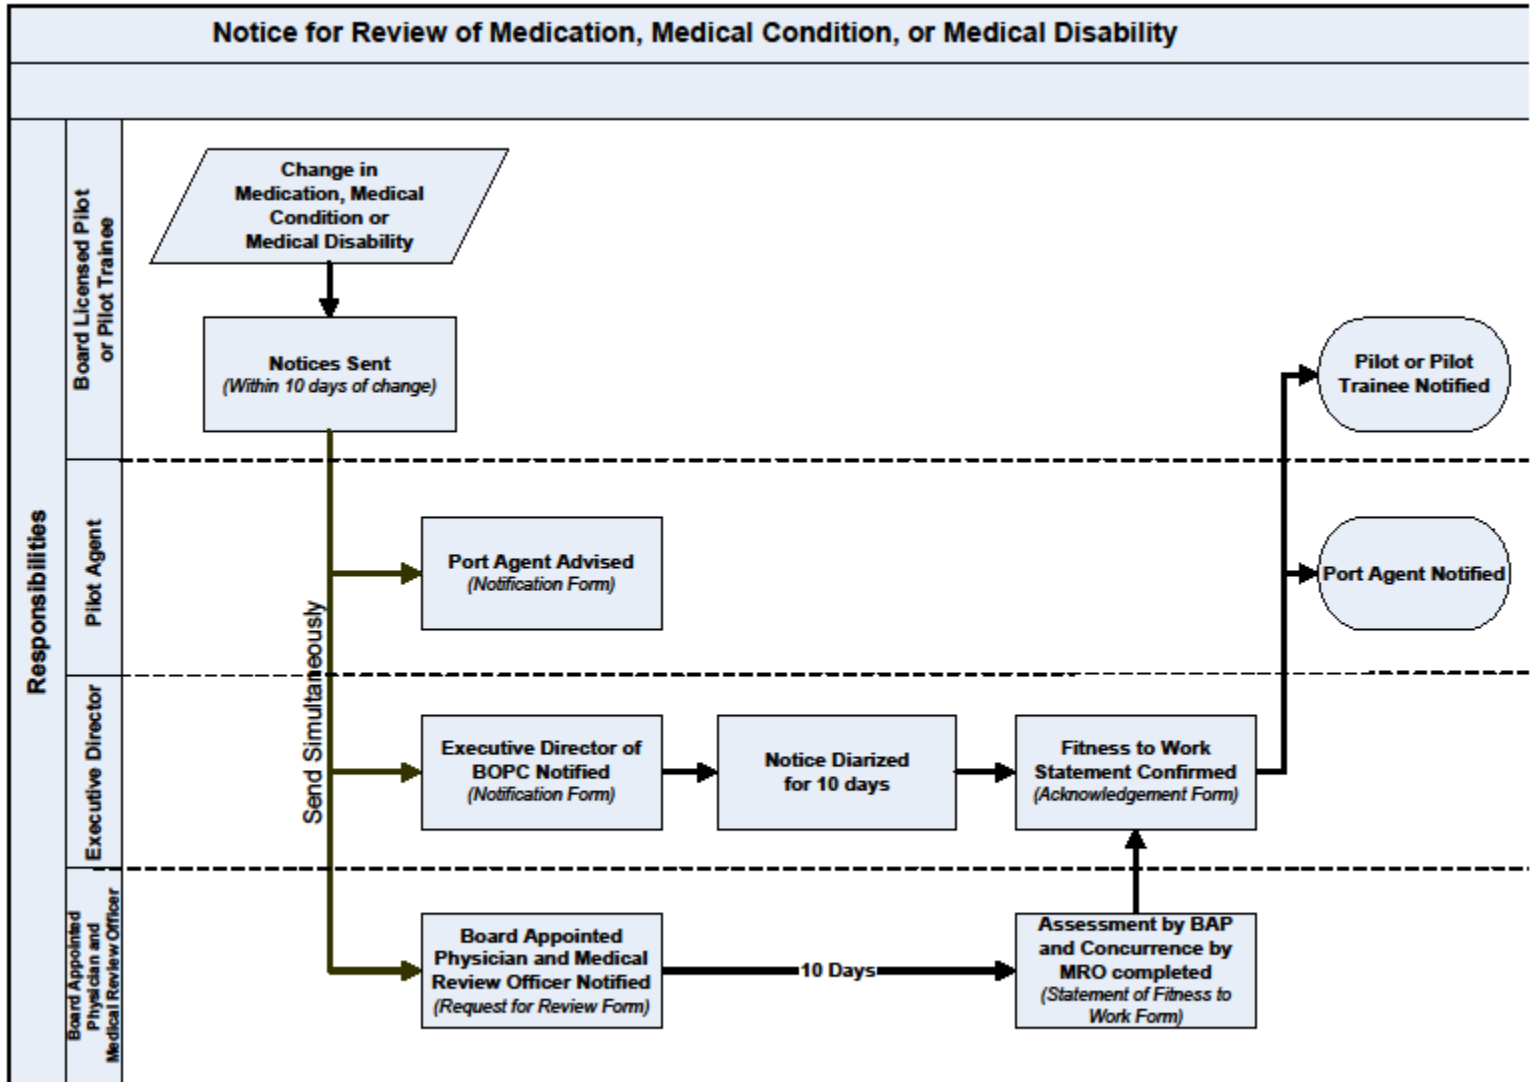 Notice for Review of Medication, Medical Condition, or Medical Disability
Responsibilities
Board Licensed Pilot
or Pilot Trainee
Change in
Medication, Medical
Condition or
Medical Disability
Notices Sent
(Within 10 days of change)
Pilot or Pilot
Trainee Notified
Pilot Agent
Send Simultaneously
Port Agent Advised
(Notification Form)
Port Agent Notified
Executive Director
Executive Director of
BOPC Notified
(Notification Form)
Notice Diarized
for 10 days
Fitness to Work
Statement Confirmed
(Acknowledgement Form)
Board Appointed
Physician and
Medical Review Officer
Board Appointed
Physician and Medical
Review Officer Notified
(Request for Review Form)
10 Days
Assessment by BAP
and Concurrence by
MRO completed
(Statement of Fitness to
Work Form)